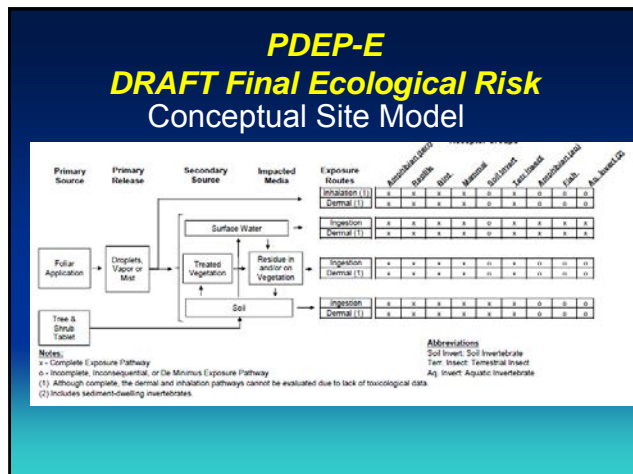 PDEP-E
DRAFT Final Ecological Risk
Conceptual Site Model
Primary Source
Primary Release
Secondary Source
Impacted Media
Exposure Routes
Amphibian (terr)
Reptile
Bird
Mammal
Soil Invert
Terr. Insect
Amphibian (aq)
Fish
Aq. Invert (2)
Inhalation (1) x x x x o x o o o
Dermal (1) x x x x x x o o o
Surface Water
Ingestion x x x x o x x x x
Dermal (1) x x x x o x x x x
Foliar Application
Droplets, Vapor or Mist
Treated Vegetation
Residue in and/or on Vegetation
Ingestion x x x x o x o o o
Dermal (1) x x x x o x o o o
Soil
Ingestion x x x x x x o o o
Dermal (1) x x x x x x o o o
Tree & Shrub Tablet
Notes:
x - Complete Exposure Pathway
o - Incomplete, Inconsequential, or De Minimus Exposure Pathway
(1) Although complete, the dermal and inhalation pathways cannot be evaluated due to lack of toxicological data.
(2) Includes sediment-dwelling invertebrates.
Abbreviations
Soil Invert: Soil Invertebrate
Terr. Insect: Terrestrial Insect
Aq. Invert: Aquatic Invertebrate